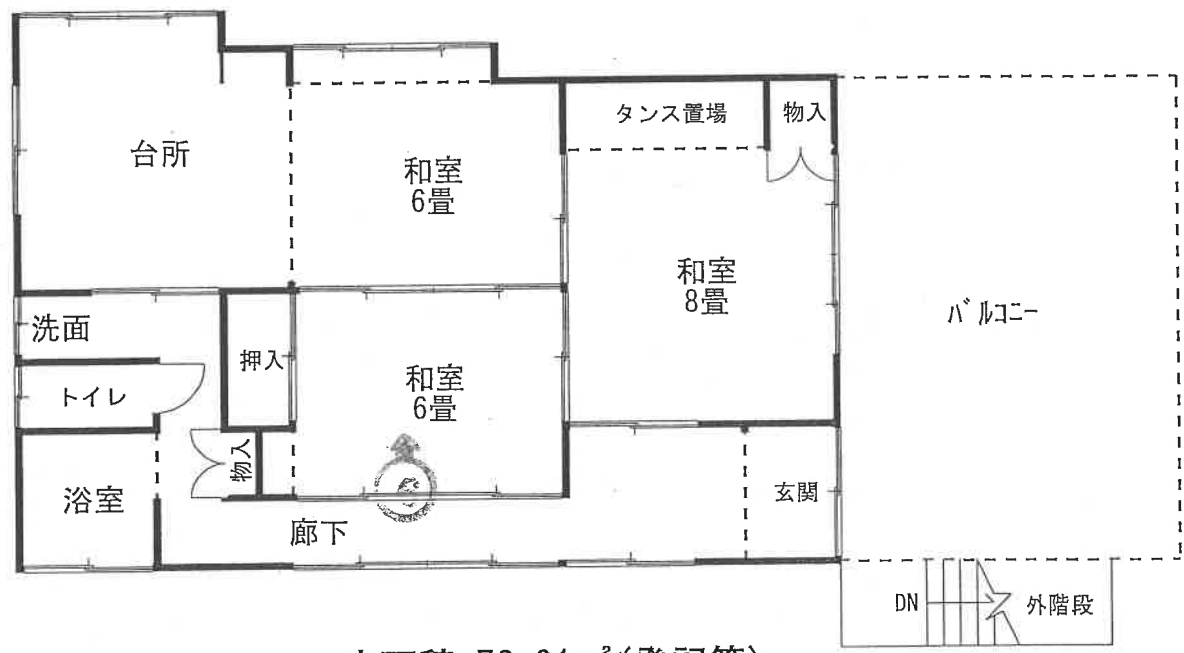 タンス置場
物入
台所
和室
6畳
和室
8畳
バルコニー
洗面
押入
和室
6畳
トイレ
物入
浴室
玄関
廊下
DN
外階段